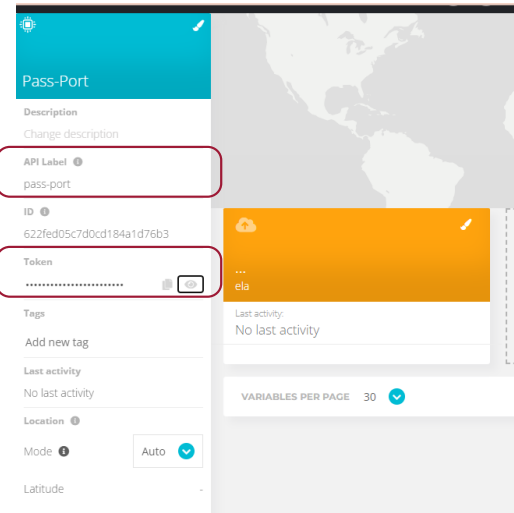 Pass-Port
Description
Change description
API Label
pass-port
ID
622fed05c7d0cd184a1d76b3
Token
........................
Tags
Add new tag
Last activity
No last activity
Location
Mode
Auto
Latitude
-
...
ela
Last activity:
No last activity
VARIABLES PER PAGE 30